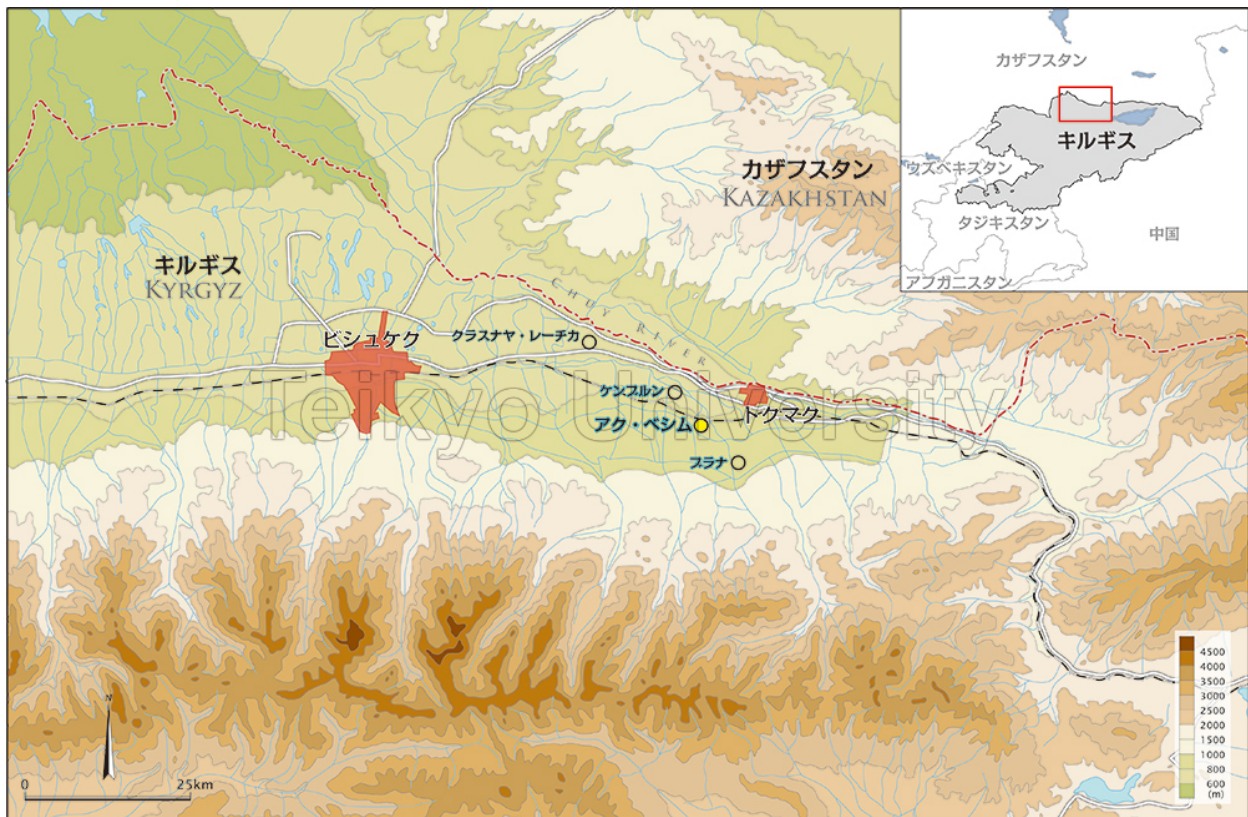 カザフスタン
キルギス
ウズベキスタン
タジキスタン
中国
アフガニスタン
カザフスタン
KAZAKHSTAN
キルギス
KYRGYZ
CHUY RIVER
ビシュケク
クラスナヤ・レーチカ
ケンブルン
トクマク
アク・ベシム
ブラナ
Teikyo University
N
0 25km
4500
4000
3500
3000
2000
1500
1000
800
600
(m)